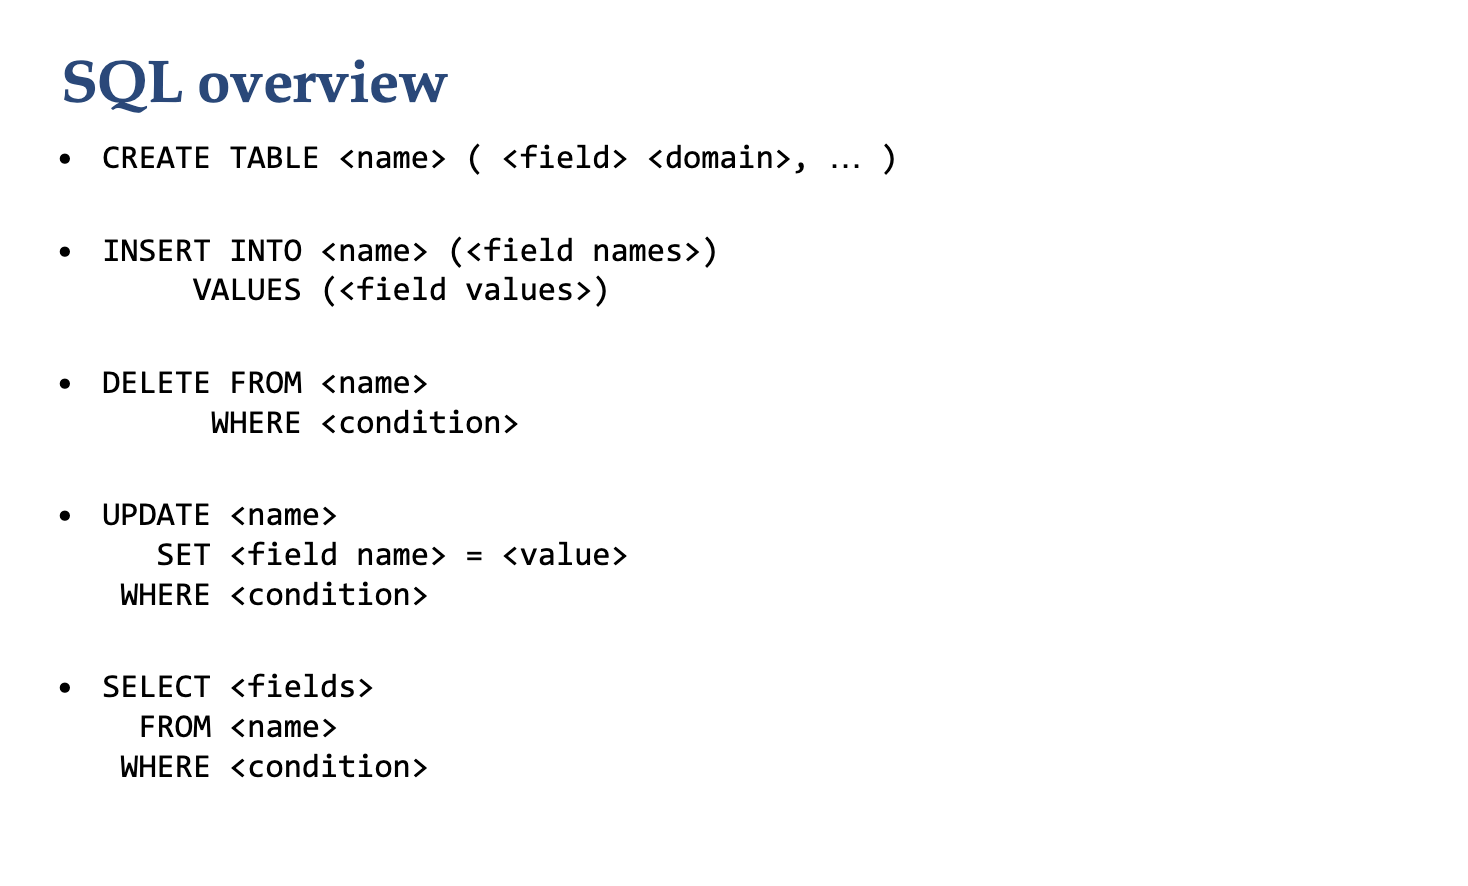 SQL overview
• CREATE TABLE <name> ( <field> <domain>, … )
• INSERT INTO <name> (<field names>)
VALUES (<field values>)
• DELETE FROM <name>
WHERE <condition>
• UPDATE <name>
SET <field name> = <value>
WHERE <condition>
• SELECT <fields>
FROM <name>
WHERE <condition>